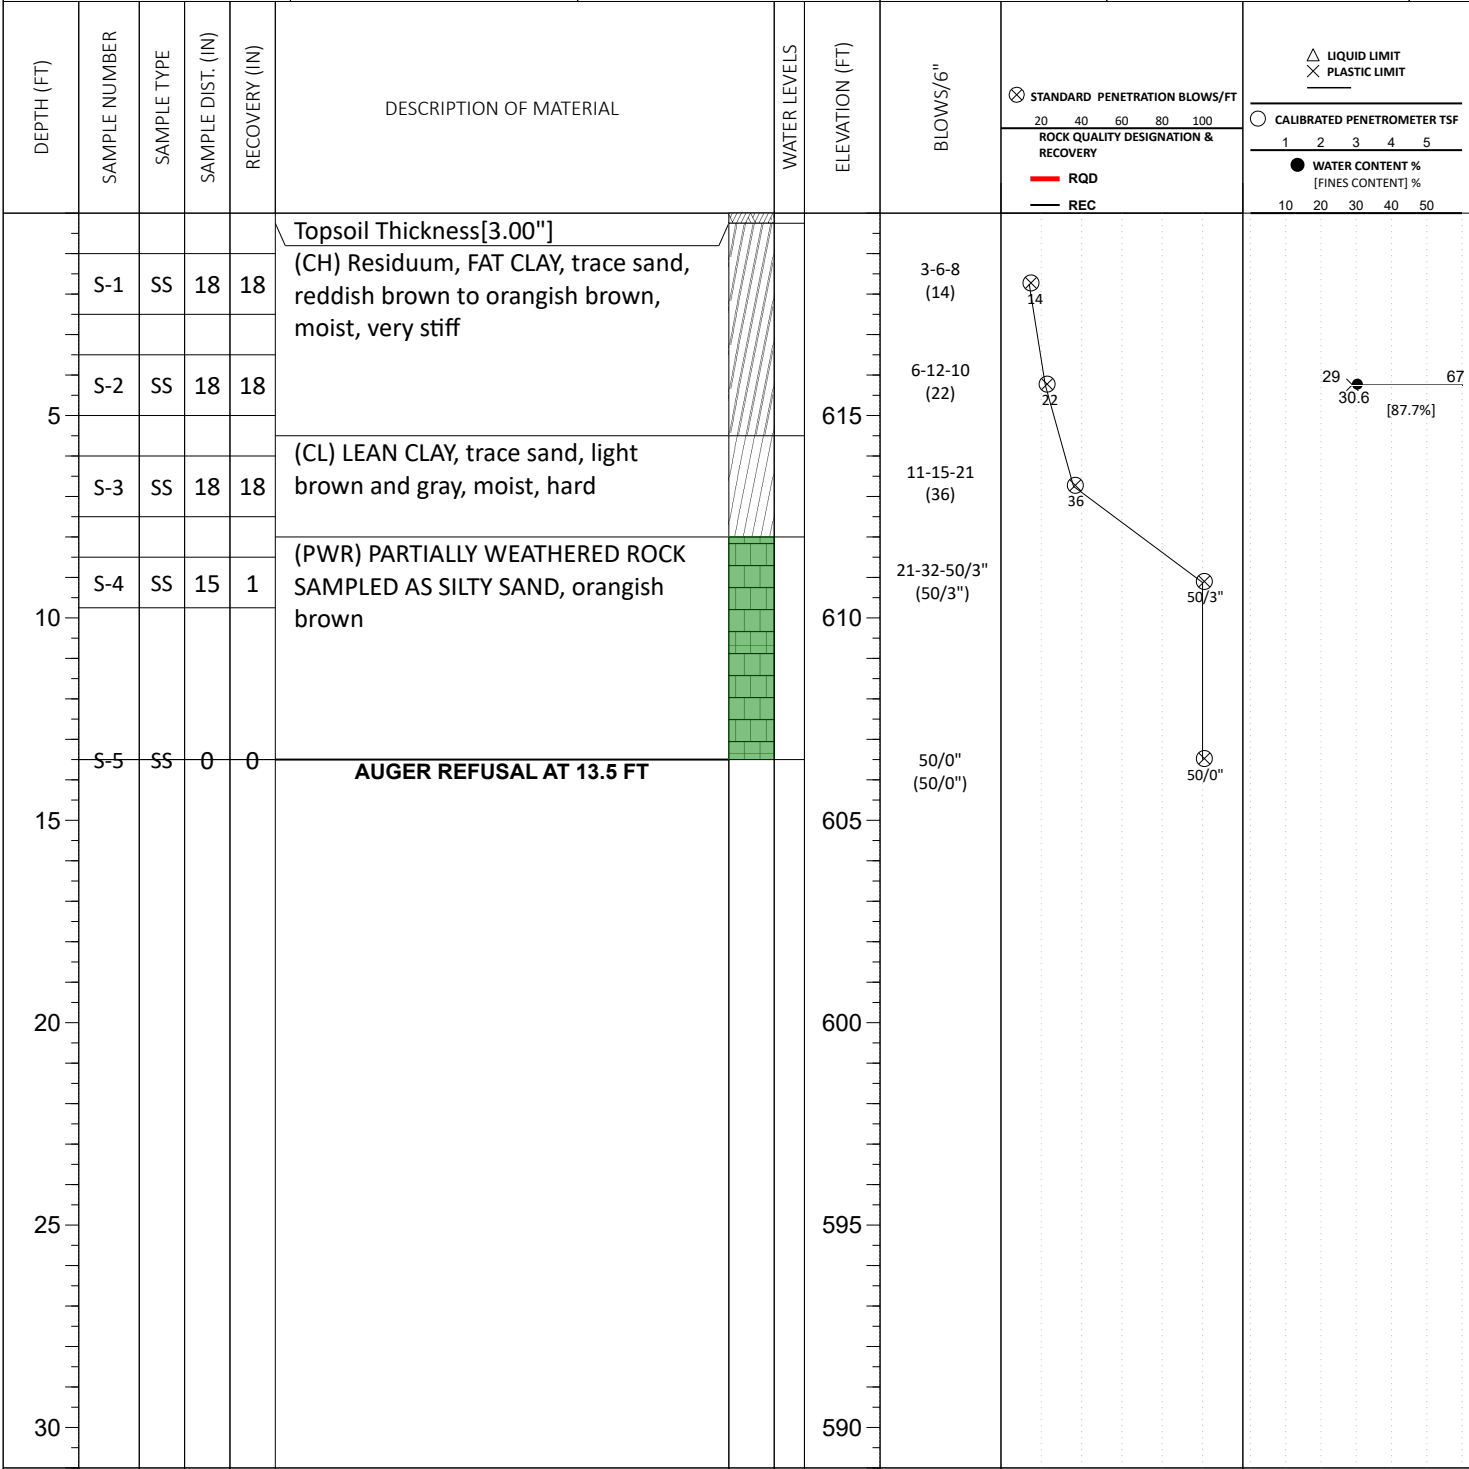 DEPTH (FT)
SAMPLE NUMBER
SAMPLE TYPE
SAMPLE DIST. (IN)
RECOVERY (IN)
DESCRIPTION OF MATERIAL
WATER LEVELS
ELEVATION (FT)
BLOWS/6"
STANDARD PENETRATION BLOWS/FT
20 40 60 80 100
ROCK QUALITY DESIGNATION &
RECOVERY
RQD
REC
LIQUID LIMIT
PLASTIC LIMIT
CALIBRATED PENETROMETER TSF
1 2 3 4 5
WATER CONTENT %
[FINES CONTENT] %
10 20 30 40 50
Topsoil Thickness[3.00"]
S-1 SS 18 18
(CH) Residuum, FAT CLAY, trace sand,
reddish brown to orangish brown,
moist, very stiff
3-6-8
(14)
14
S-2 SS 18 18
6-12-10
(22)
22
29
67
30.6
[87.7%]
5
615
(CL) LEAN CLAY, trace sand, light
brown and gray, moist, hard
S-3 SS 18 18
11-15-21
(36)
36
(PWR) PARTIALLY WEATHERED ROCK
SAMPLED AS SILTY SAND, orangish
brown
S-4 SS 15 1
21-32-50/3"
(50/3")
50/3"
10
610
S-5 SS 0 0
AUGER REFUSAL AT 13.5 FT
50/0"
(50/0")
50/0"
15
605
20
600
25
595
30
590